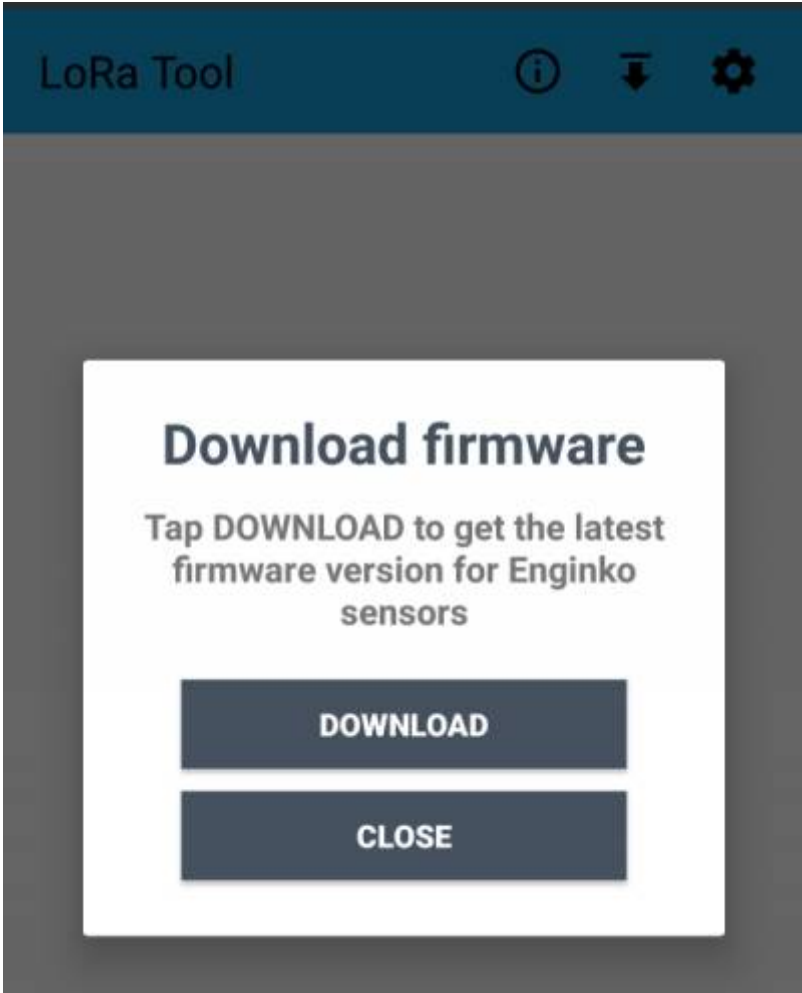 LoRa Tool
Download firmware
Tap DOWNLOAD to get the latest
firmware version for Enginko
sensors
DOWNLOAD
CLOSE